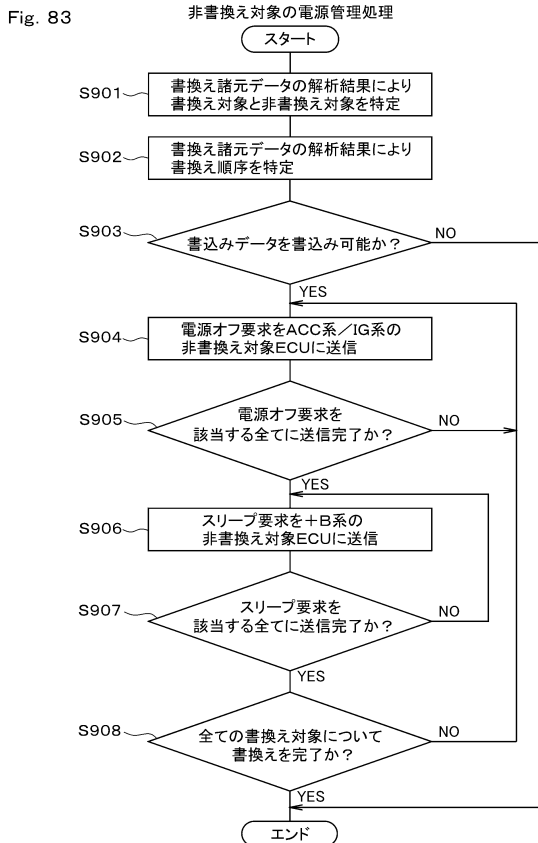 Fig. 83
非書換え対象の電源管理処理
スタート
S901
書換え諸元データの解析結果により
書換え対象と非書換え対象を特定
S902
書換え諸元データの解析結果により
書換え順序を特定
S903
書込みデータを書込み可能か？
NO
YES
S904
電源オフ要求をACC系／IG系の
非書換え対象ECUに送信
S905
電源オフ要求を
該当する全てに送信完了か？
NO
YES
S906
スリープ要求を＋B系の
非書換え対象ECUに送信
S907
スリープ要求を
該当する全てに送信完了か？
NO
YES
S908
全ての書換え対象について
書換えを完了か？
NO
YES
エンド